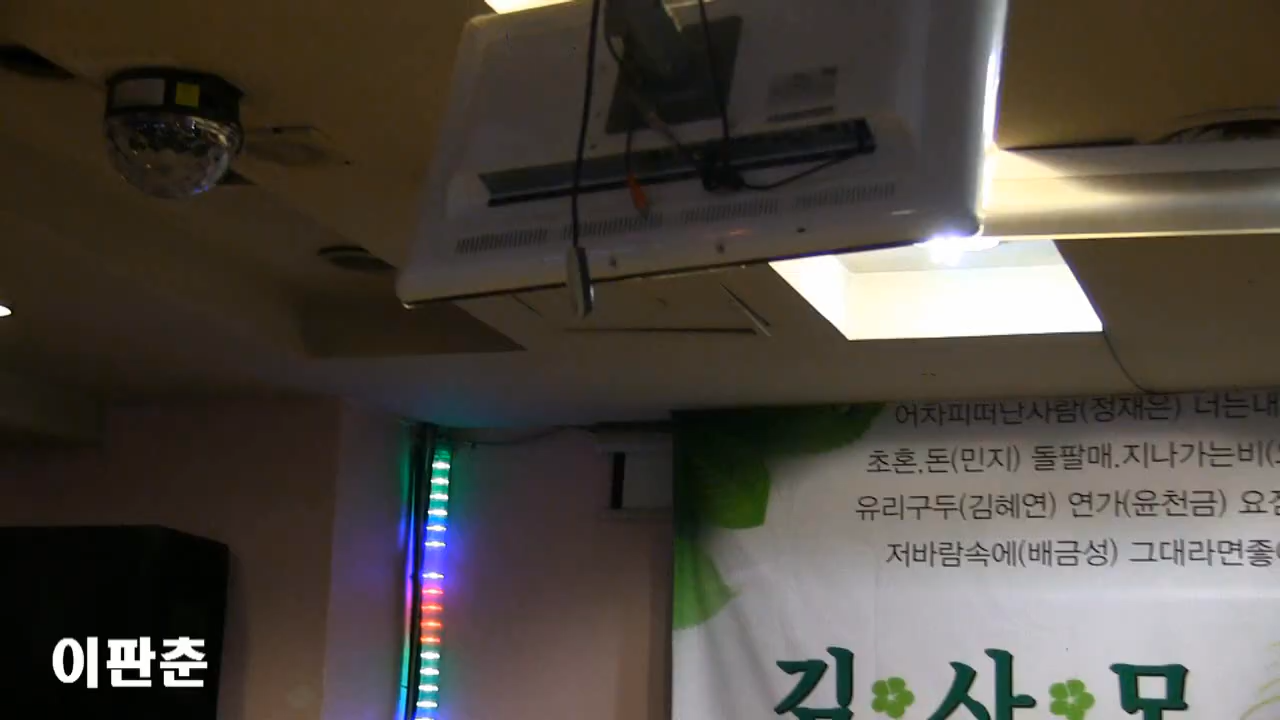 어차피떠난사람(정재은) 너는내
초혼.돈(민지) 돌팔매.지나가는비(
유리구두(김혜연) 연가(윤천금)
저바람속에(배금성) 그대라면좋
이판춘
김·사·모